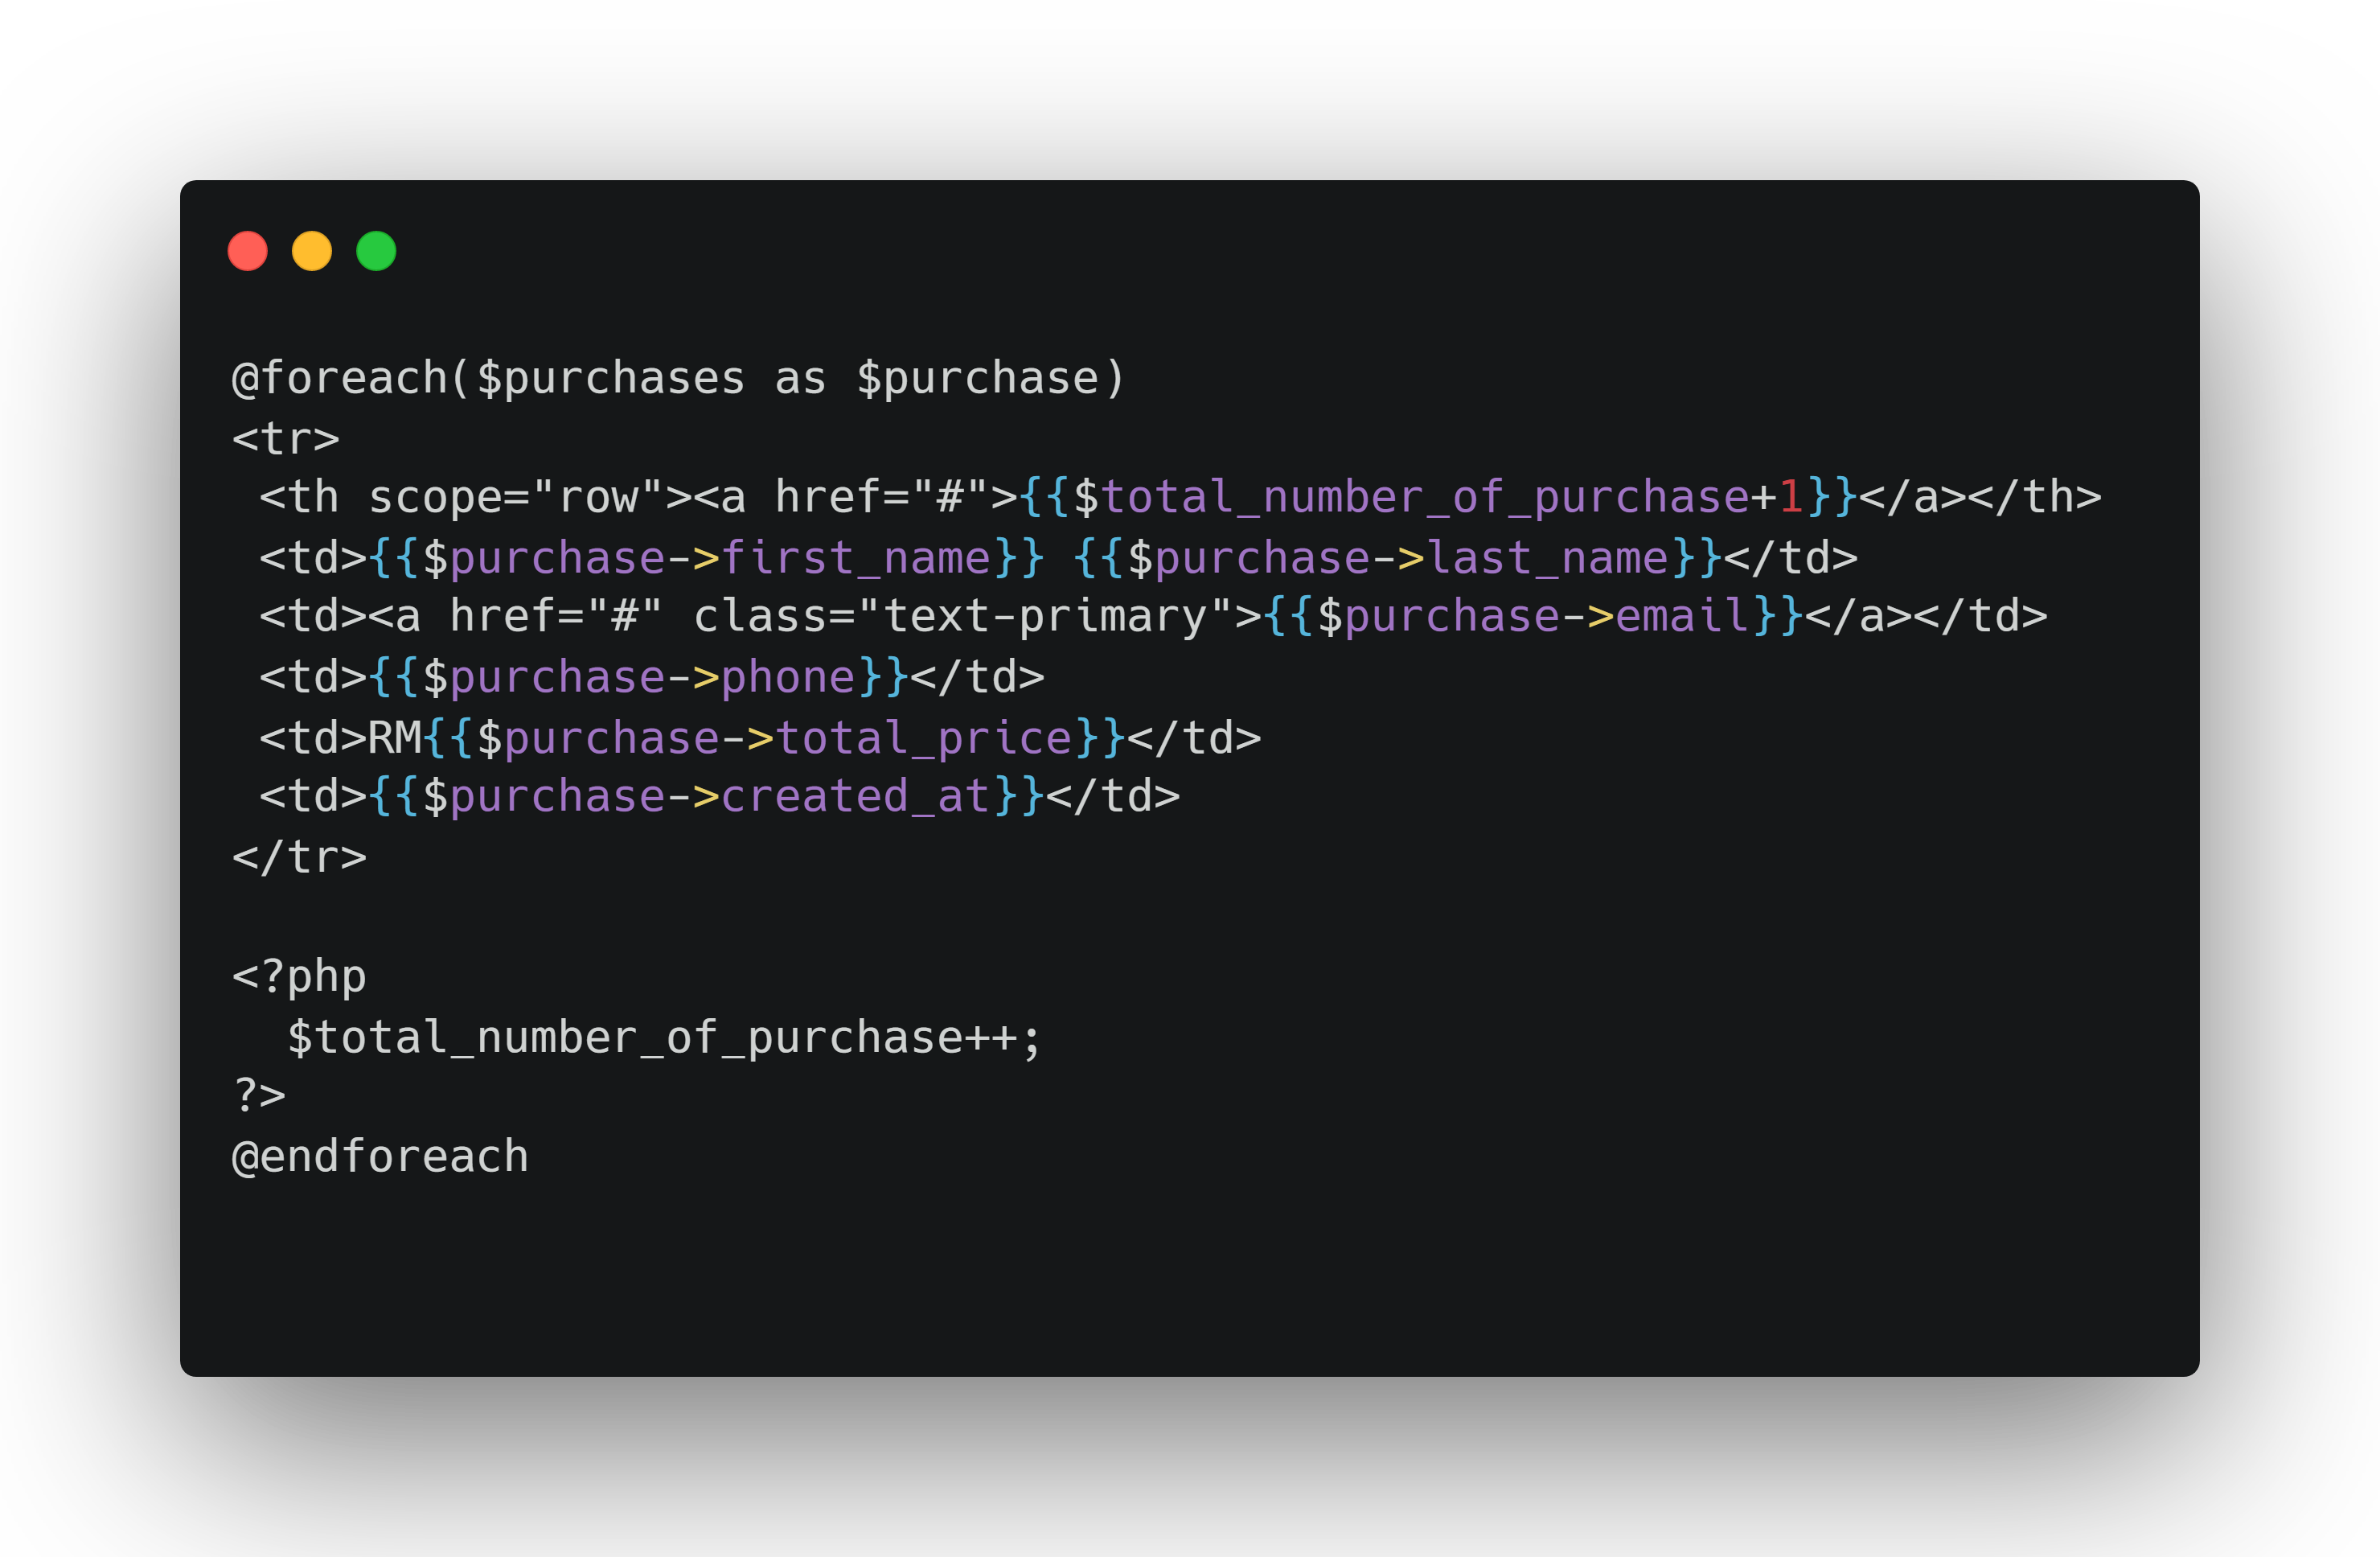 @foreach($purchases as $purchase)
<tr>
 <th scope="row"><a href="#">{{$total_number_of_purchase+1}}</a></th>
 <td>{{$purchase->first_name}} {{$purchase->last_name}}</td>
 <td><a href="#" class="text-primary">{{$purchase->email}}</a></td>
 <td>{{$purchase->phone}}</td>
 <td>RM{{$purchase->total_price}}</td>
 <td>{{$purchase->created_at}}</td>
</tr>

<?php
  $total_number_of_purchase++;
?>
@endforeach